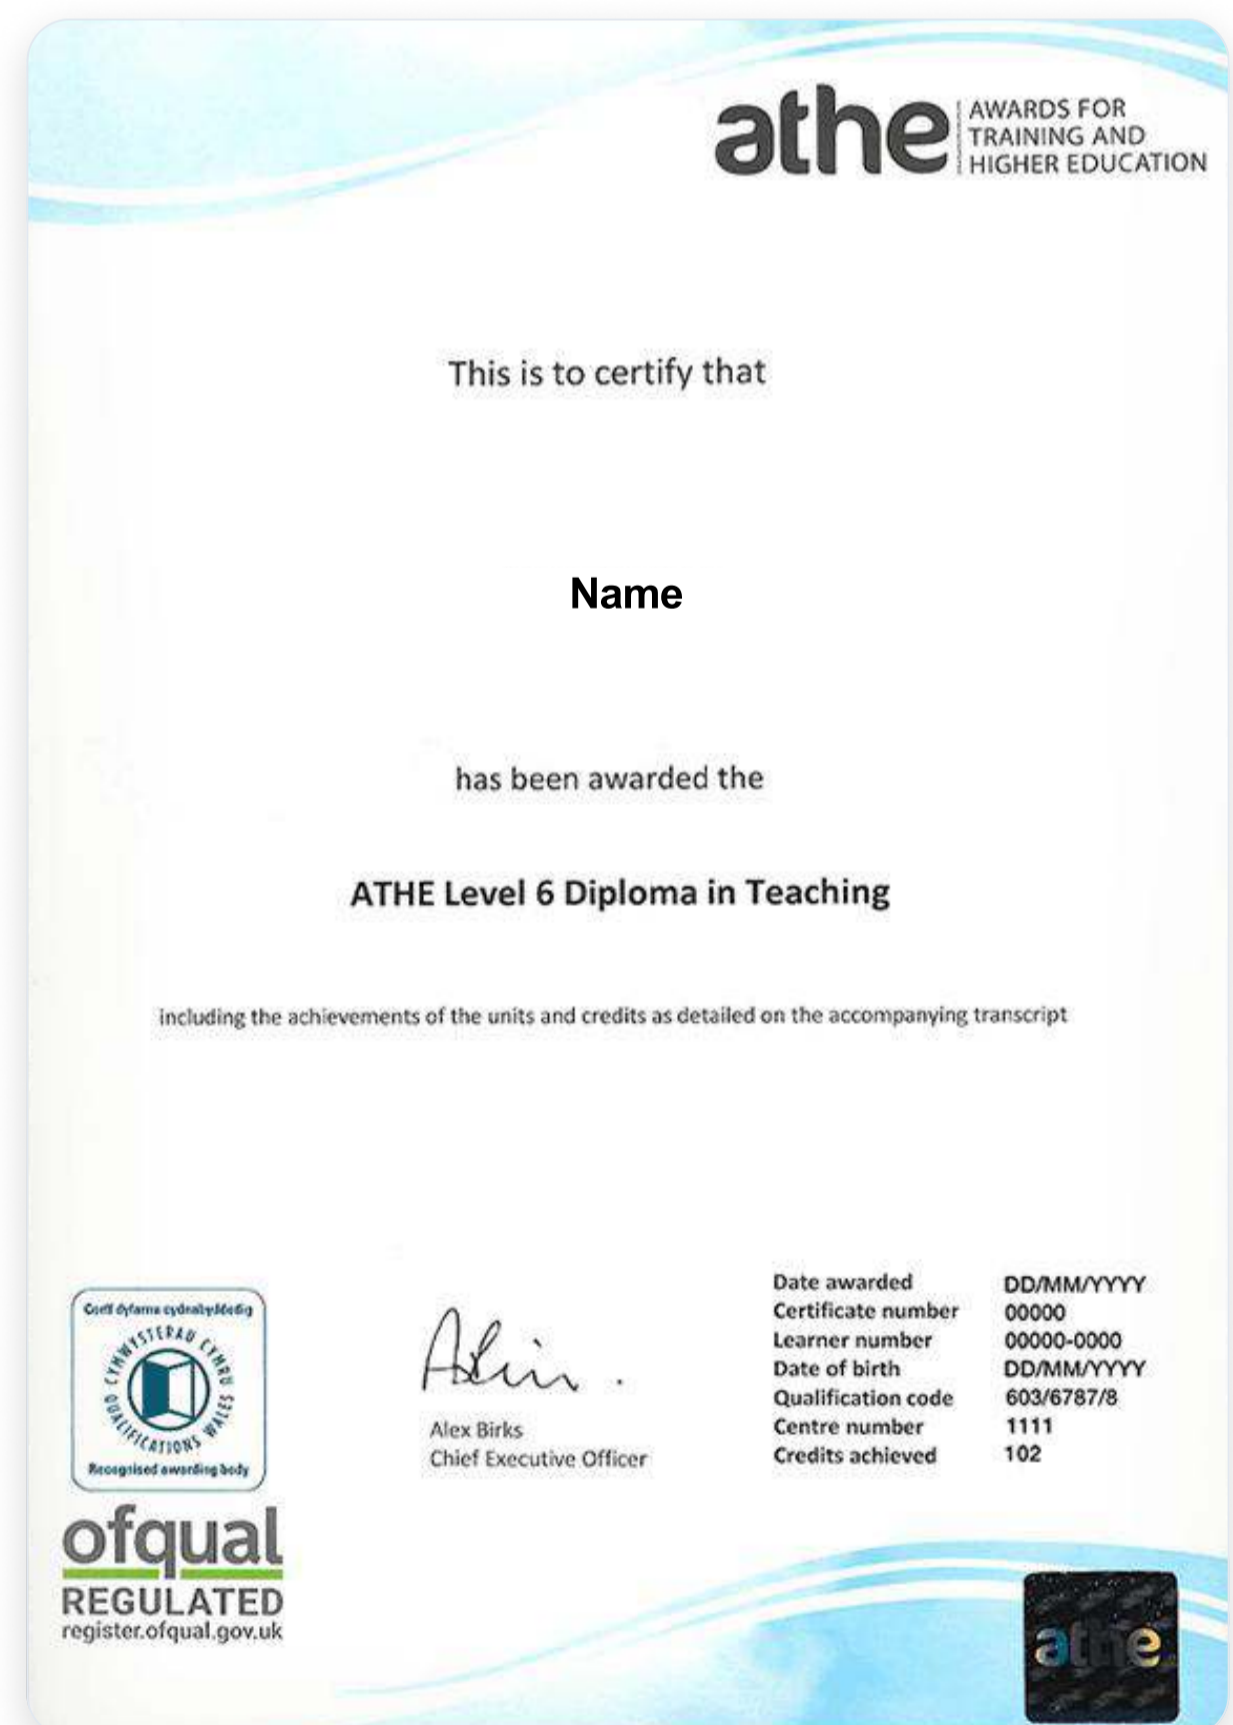 athe
AWARDS FOR
TRAINING AND
HIGHER EDUCATION
This is to certify that
Name
has been awarded the
ATHE Level 6 Diploma in Teaching
including the achievements of the units and credits as detailed on the accompanying transcript
Corff dyfarnu cydnabyddedig
CYMWYSTERAU CYMRU
QUALIFICATIONS WALES
Recognised awarding body
ofqual
REGULATED
register.ofqual.gov.uk
Alex Birks
Chief Executive Officer
Date awarded DD/MM/YYYY
Certificate number 00000
Learner number 00000-0000
Date of birth DD/MM/YYYY
Qualification code 603/6787/8
Centre number 1111
Credits achieved 102
athe